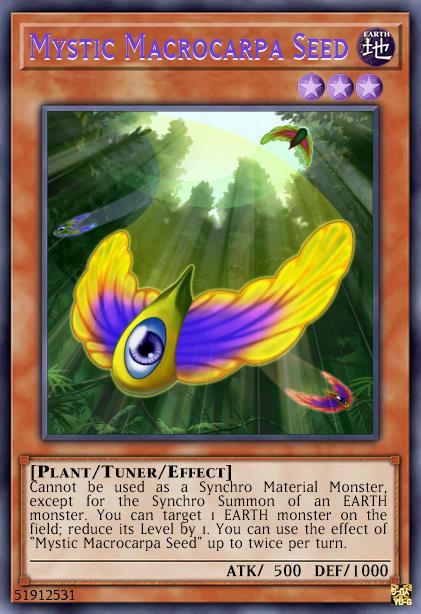 MYSTIC MACROCARPA SEED
EARTH
地
[PLANT/TUNER/EFFECT]
Cannot be used as a Synchro Material Monster,
except for the Synchro Summon of an EARTH
monster. You can target 1 EARTH monster on the
field; reduce its Level by 1. You can use the effect of
"Mystic Macrocarpa Seed" up to twice per turn.
ATK/ 500 DEF/1000
51912531